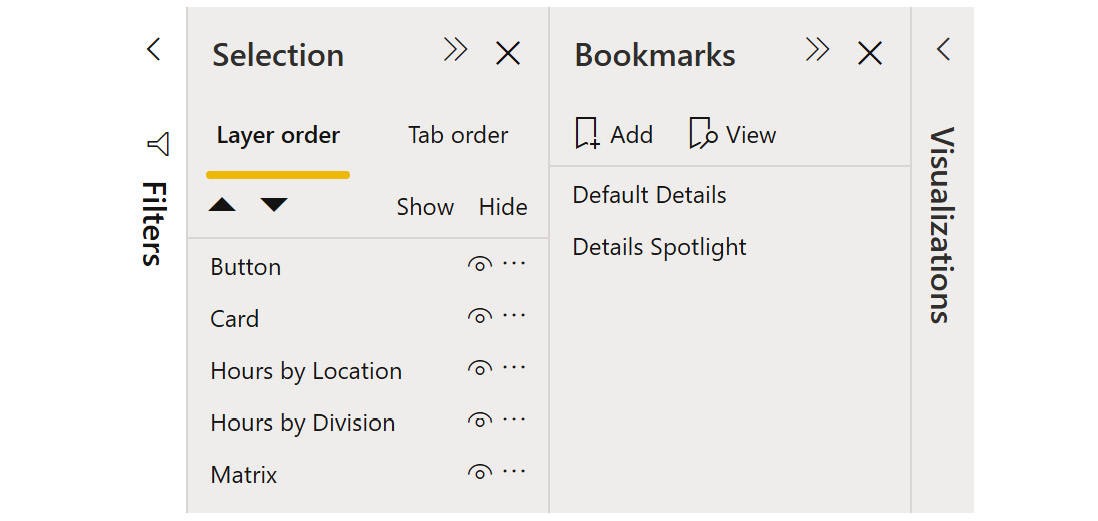 Filters
Selection
Layer order
Tab order
Show
Hide
Button
Card
Hours by Location
Hours by Division
Matrix
Bookmarks
Add
View
Default Details
Details Spotlight
Visualizations